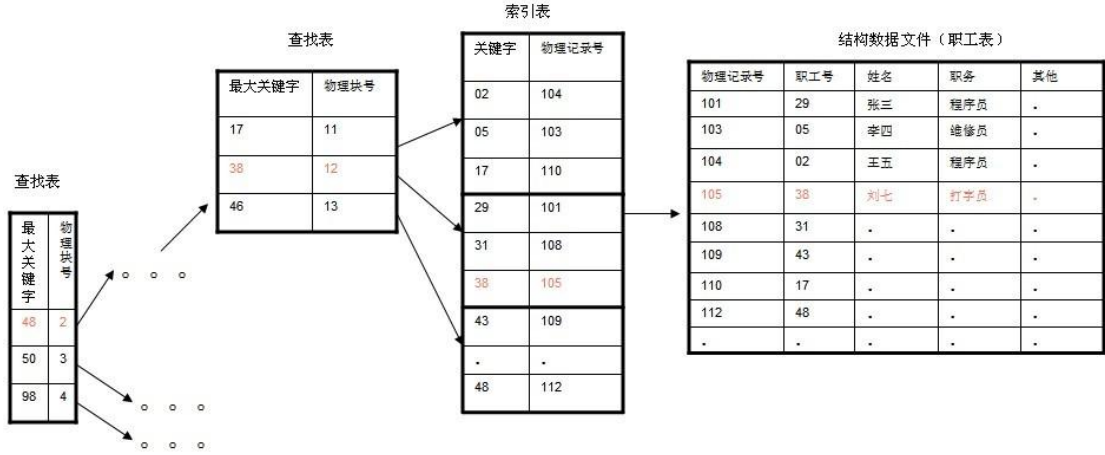 查找表
最大关键字 物理块号
48 2
50 3
98 4
查找表
最大关键字 物理块号
17 11
38 12
46 13
索引表
关键字 物理记录号
02 104
05 103
17 110
29 101
31 108
38 105
43 109
. .
48 112
结构数据文件（职工表）
物理记录号 职工号 姓名 职务 其他
101 29 张三 程序员 .
103 05 李四 维修员 .
104 02 王五 程序员 .
105 38 刘七 打字员 .
108 31 . . .
109 43 . . .
110 17 . . .
112 48 . . .
. . . . .